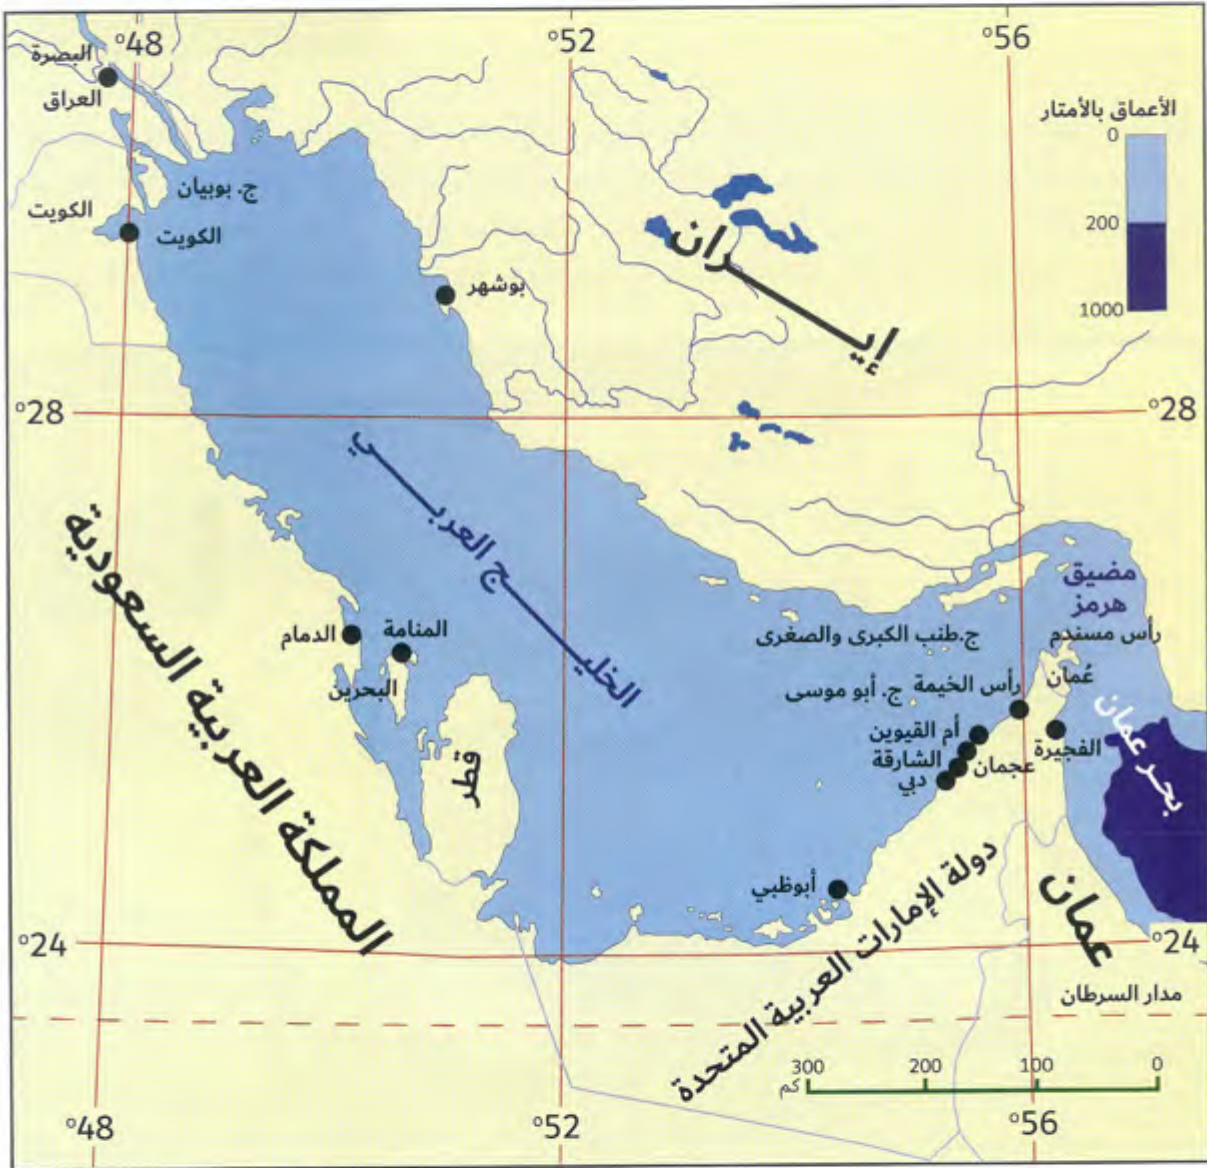 °48
°52
°56
البصرة
العراق
الأعماق بالأمتار
0
200
1000
ج. بوبيان
الكويت
الكويت
بوشهر
إيــران
°28
°28
الخليــج العربــي
المملكة العربية السعودية
مضيق
هرمز
رأس مسندم
عُمان
ج.طنب الكبرى والصغرى
ج. أبو موسى
رأس الخيمة
المنامة
الدمام
البحرين
قطر
أم القيوين
الشارقة
عجمان
دبي
الفجيرة
بحر عمان
أبوظبي
دولة الإمارات العربية المتحدة
عمان
°24
°24
مدار السرطان
300
200
100
0
كم
°48
°52
°56